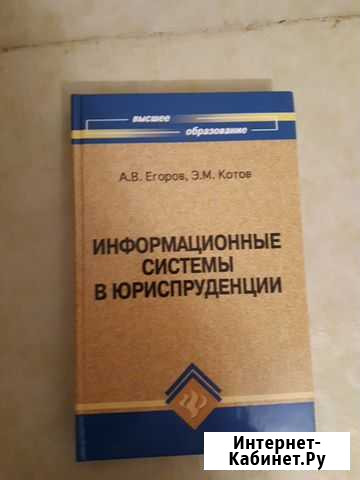 высшее
образование
А.В. Егоров, Э.М. Котов
ИНФОРМАЦИОННЫЕ
СИСТЕМЫ
В ЮРИСПРУДЕНЦИИ
Интернет-
Кабинет.Ру